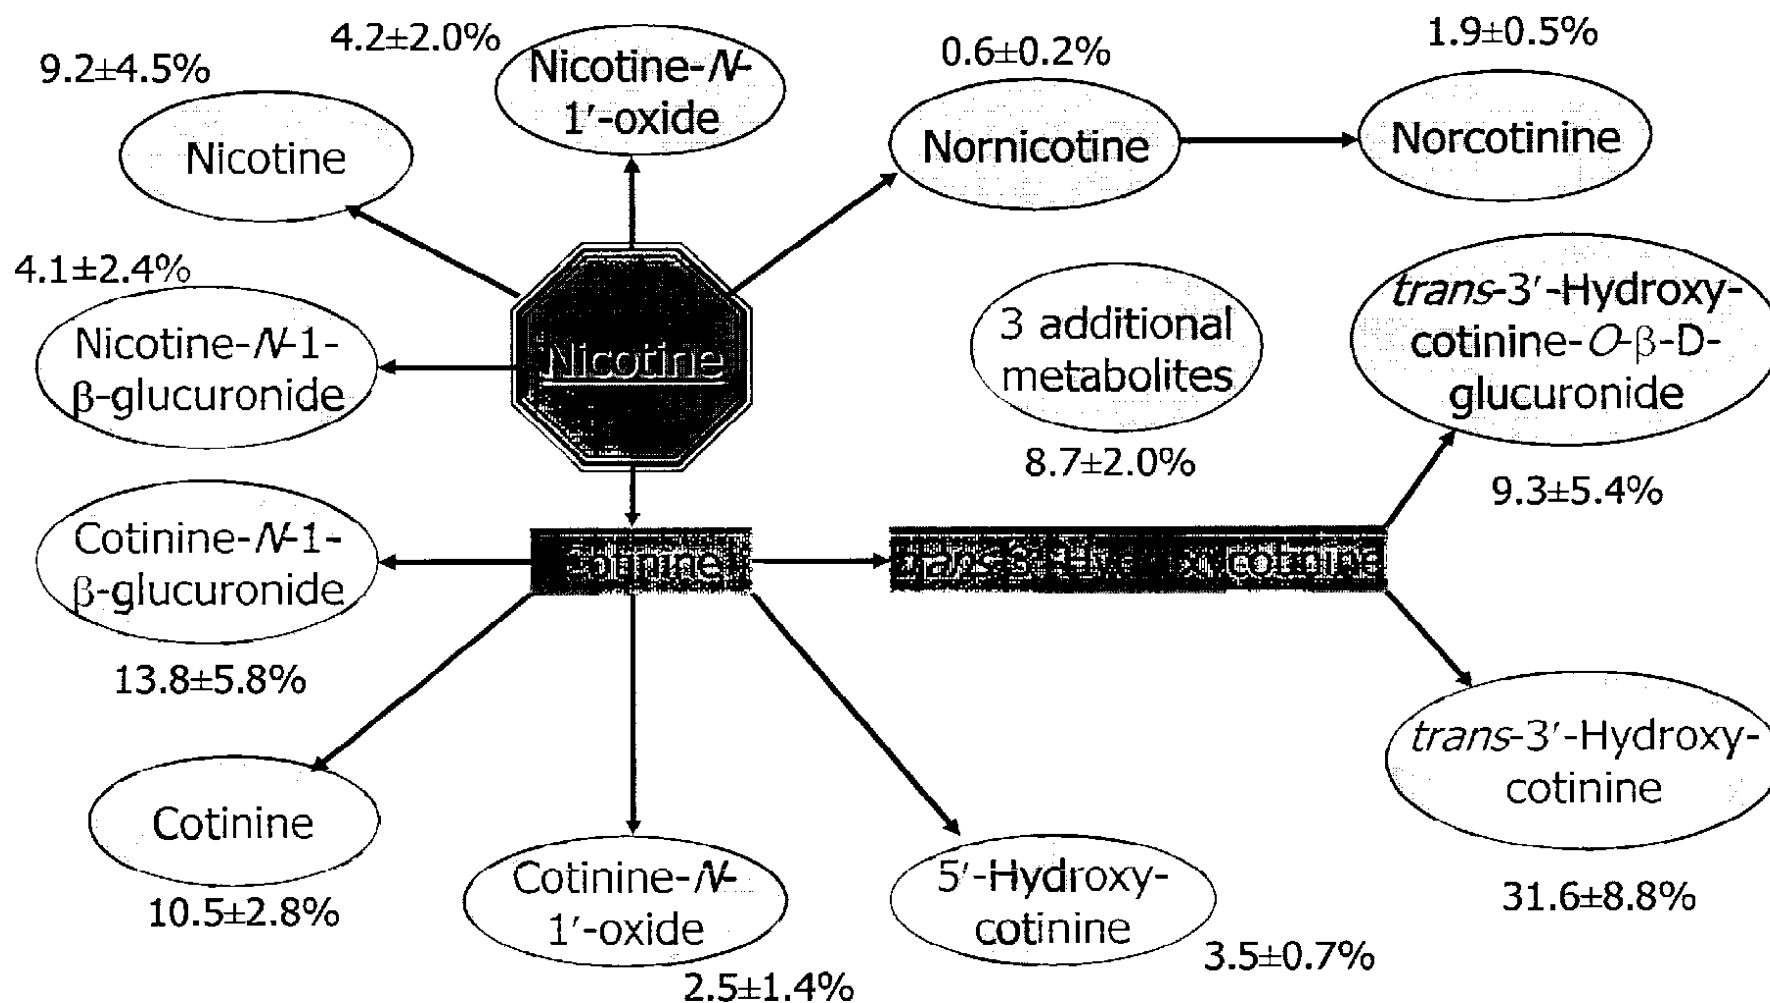 4.2±2.0%
9.2±4.5%
Nicotine-N-
1′-oxide
0.6±0.2%
1.9±0.5%
Nicotine
Nornicotine
Norcotinine
4.1±2.4%
Nicotine-N-1-
β-glucuronide
Nicotine
3 additional
metabolites
8.7±2.0%
trans-3′-Hydroxy-
cotinine-O-β-D-
glucuronide
9.3±5.4%
Cotinine-N-1-
β-glucuronide
13.8±5.8%
Cotinine
trans-3′-Hydroxycotinine
trans-3′-Hydroxy-
cotinine
31.6±8.8%
Cotinine
10.5±2.8%
Cotinine-N-
1′-oxide
2.5±1.4%
5′-Hydroxy-
cotinine
3.5±0.7%